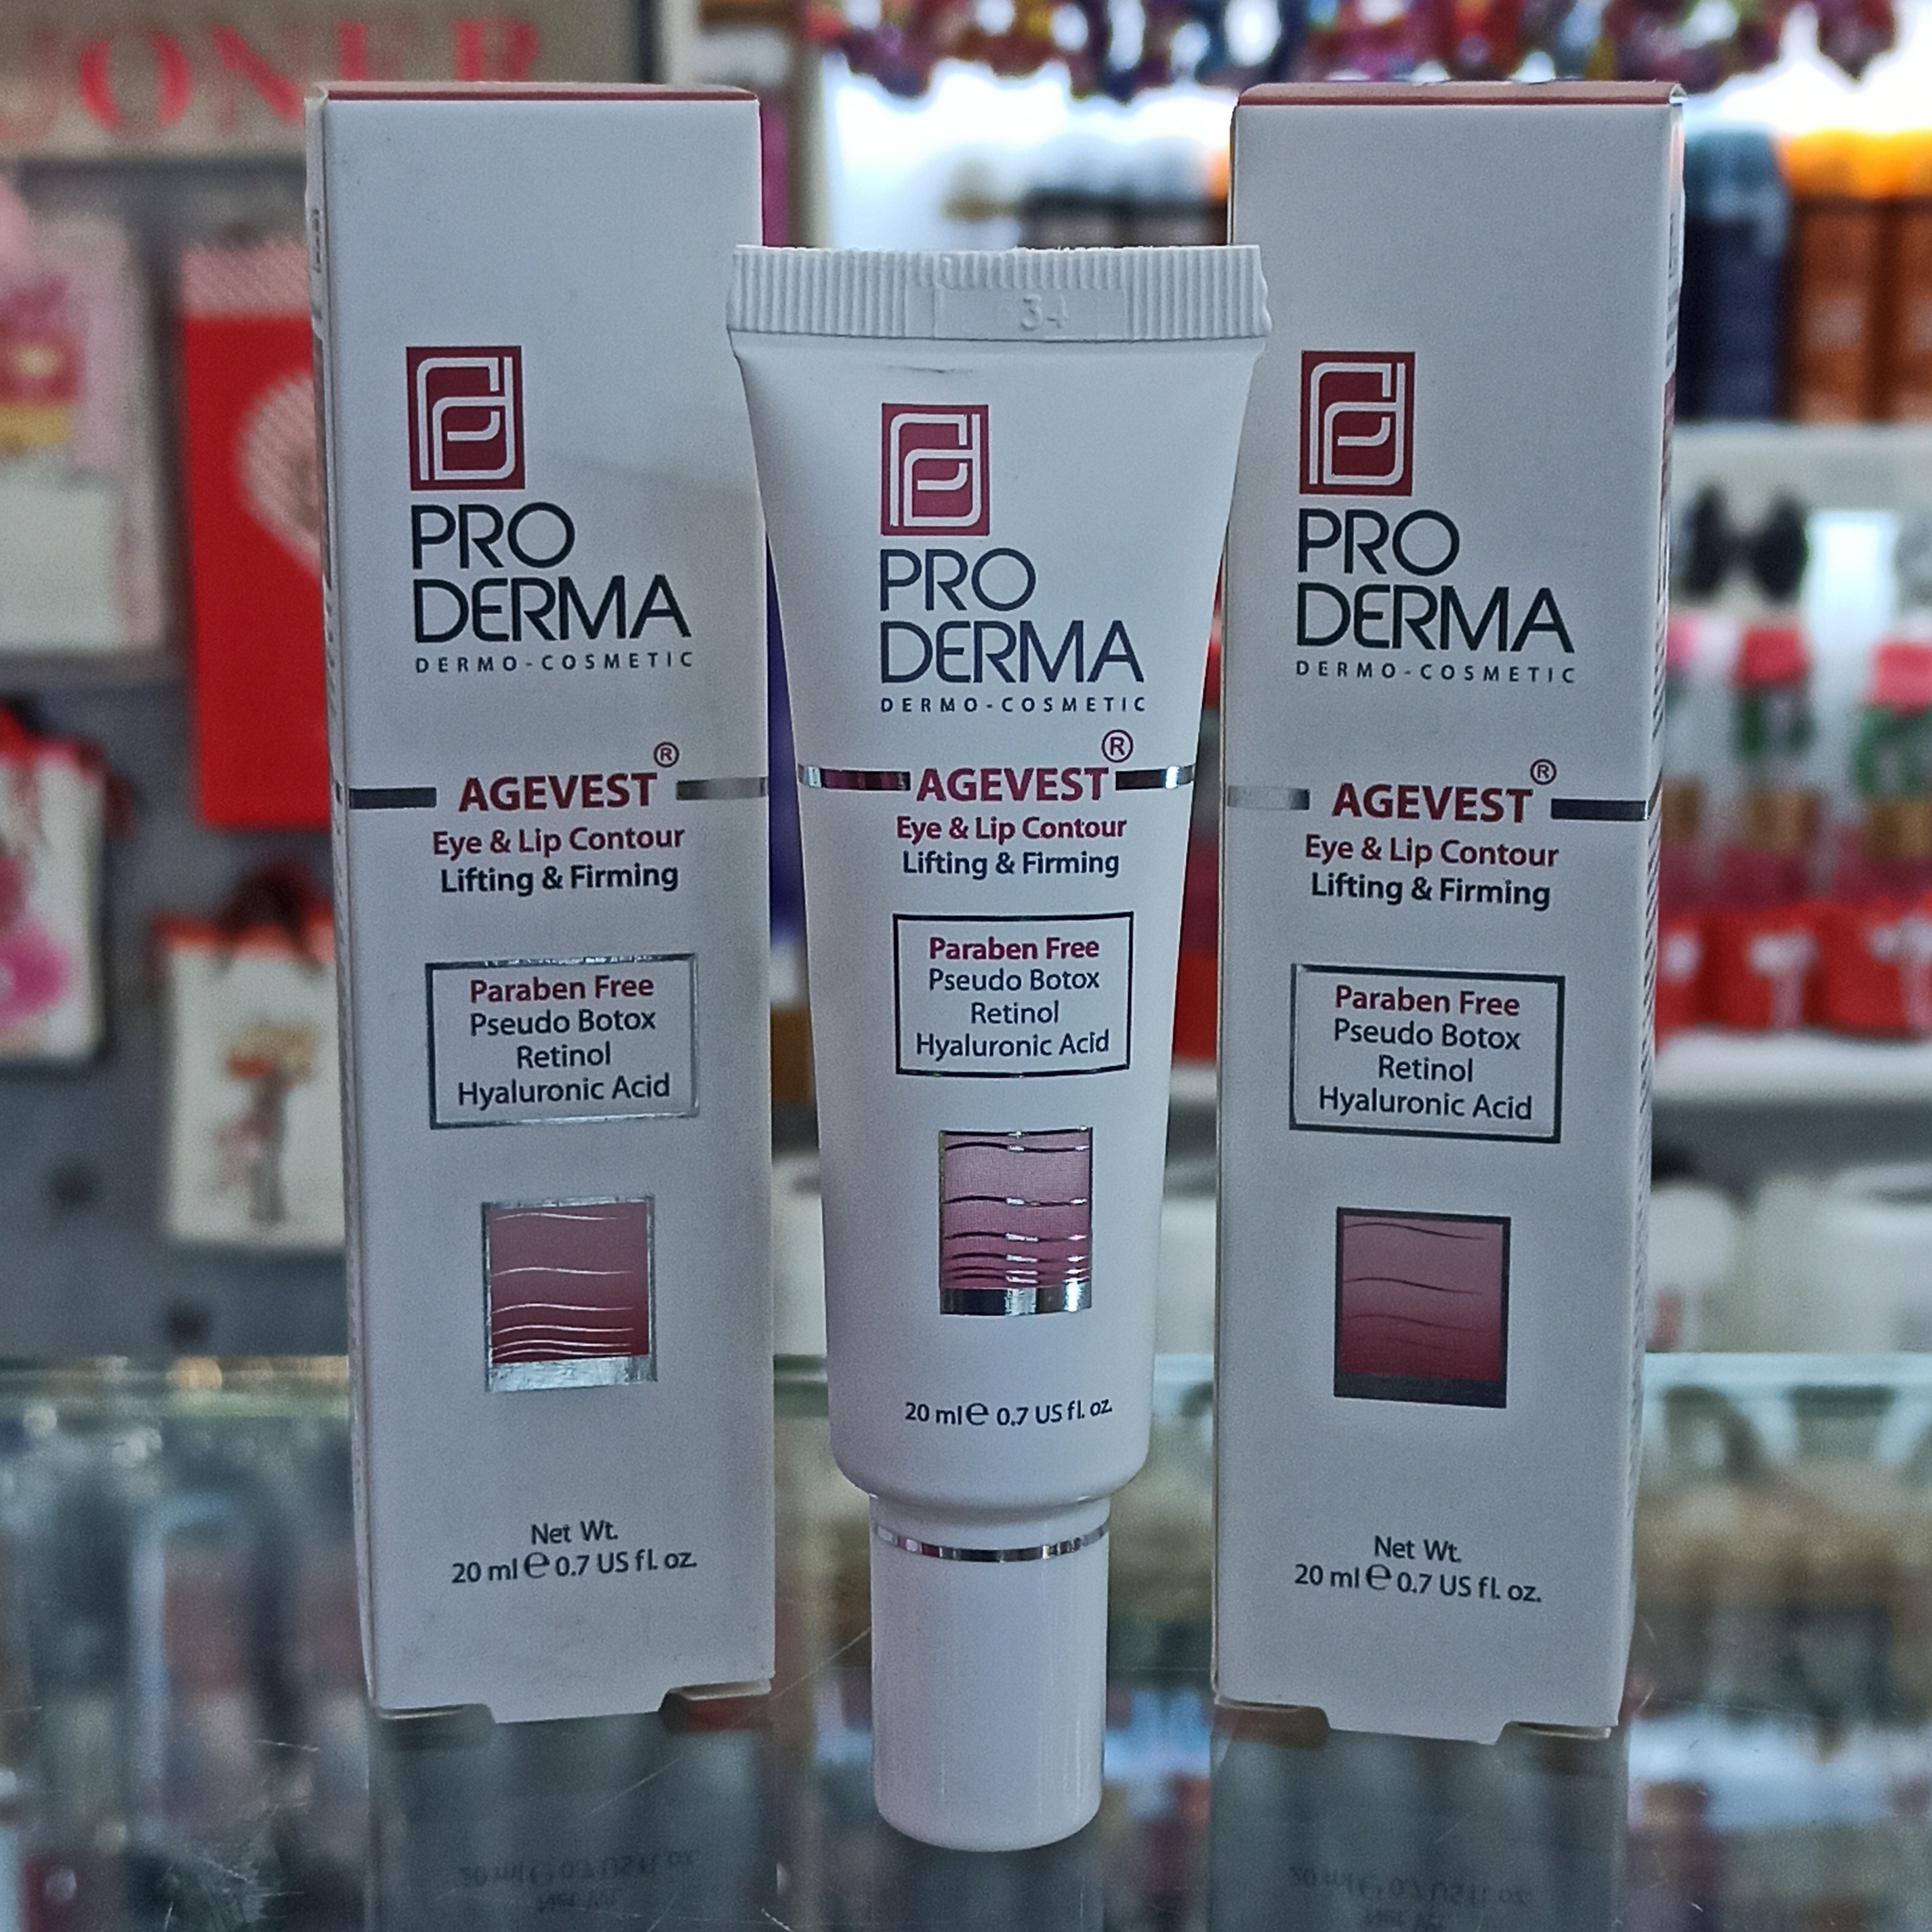 PRO
DERMA
DERMO-COSMETIC
AGEVEST®
Eye & Lip Contour
Lifting & Firming
Paraben Free
Pseudo Botox
Retinol
Hyaluronic Acid
Net Wt.
20 ml ℮ 0.7 US fl. oz.
34
PRO
DERMA
DERMO-COSMETIC
AGEVEST®
Eye & Lip Contour
Lifting & Firming
Paraben Free
Pseudo Botox
Retinol
Hyaluronic Acid
20 ml ℮ 0.7 US fl. oz.
PRO
DERMA
DERMO-COSMETIC
AGEVEST®
Eye & Lip Contour
Lifting & Firming
Paraben Free
Pseudo Botox
Retinol
Hyaluronic Acid
Net Wt.
20 ml ℮ 0.7 US fl. oz.